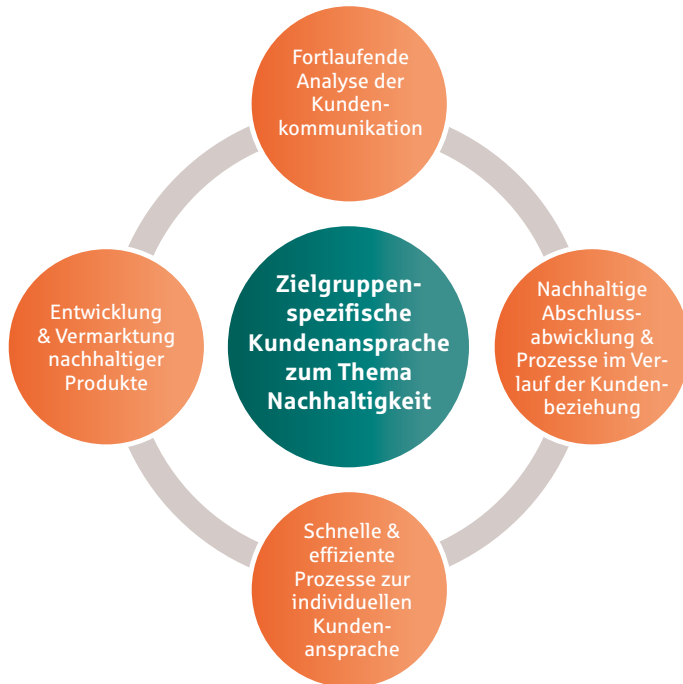 Fortlaufende
Analyse der
Kunden-
kommunikation
Entwicklung
& Vermarktung
nachhaltiger
Produkte
Zielgruppen-
spezifische
Kundenansprache
zum Thema
Nachhaltigkeit
Nachhaltige
Abschluss-
abwicklung &
Prozesse im Ver-
lauf der Kunden-
beziehung
Schnelle &
effiziente
Prozesse zur
individuellen
Kunden-
ansprache